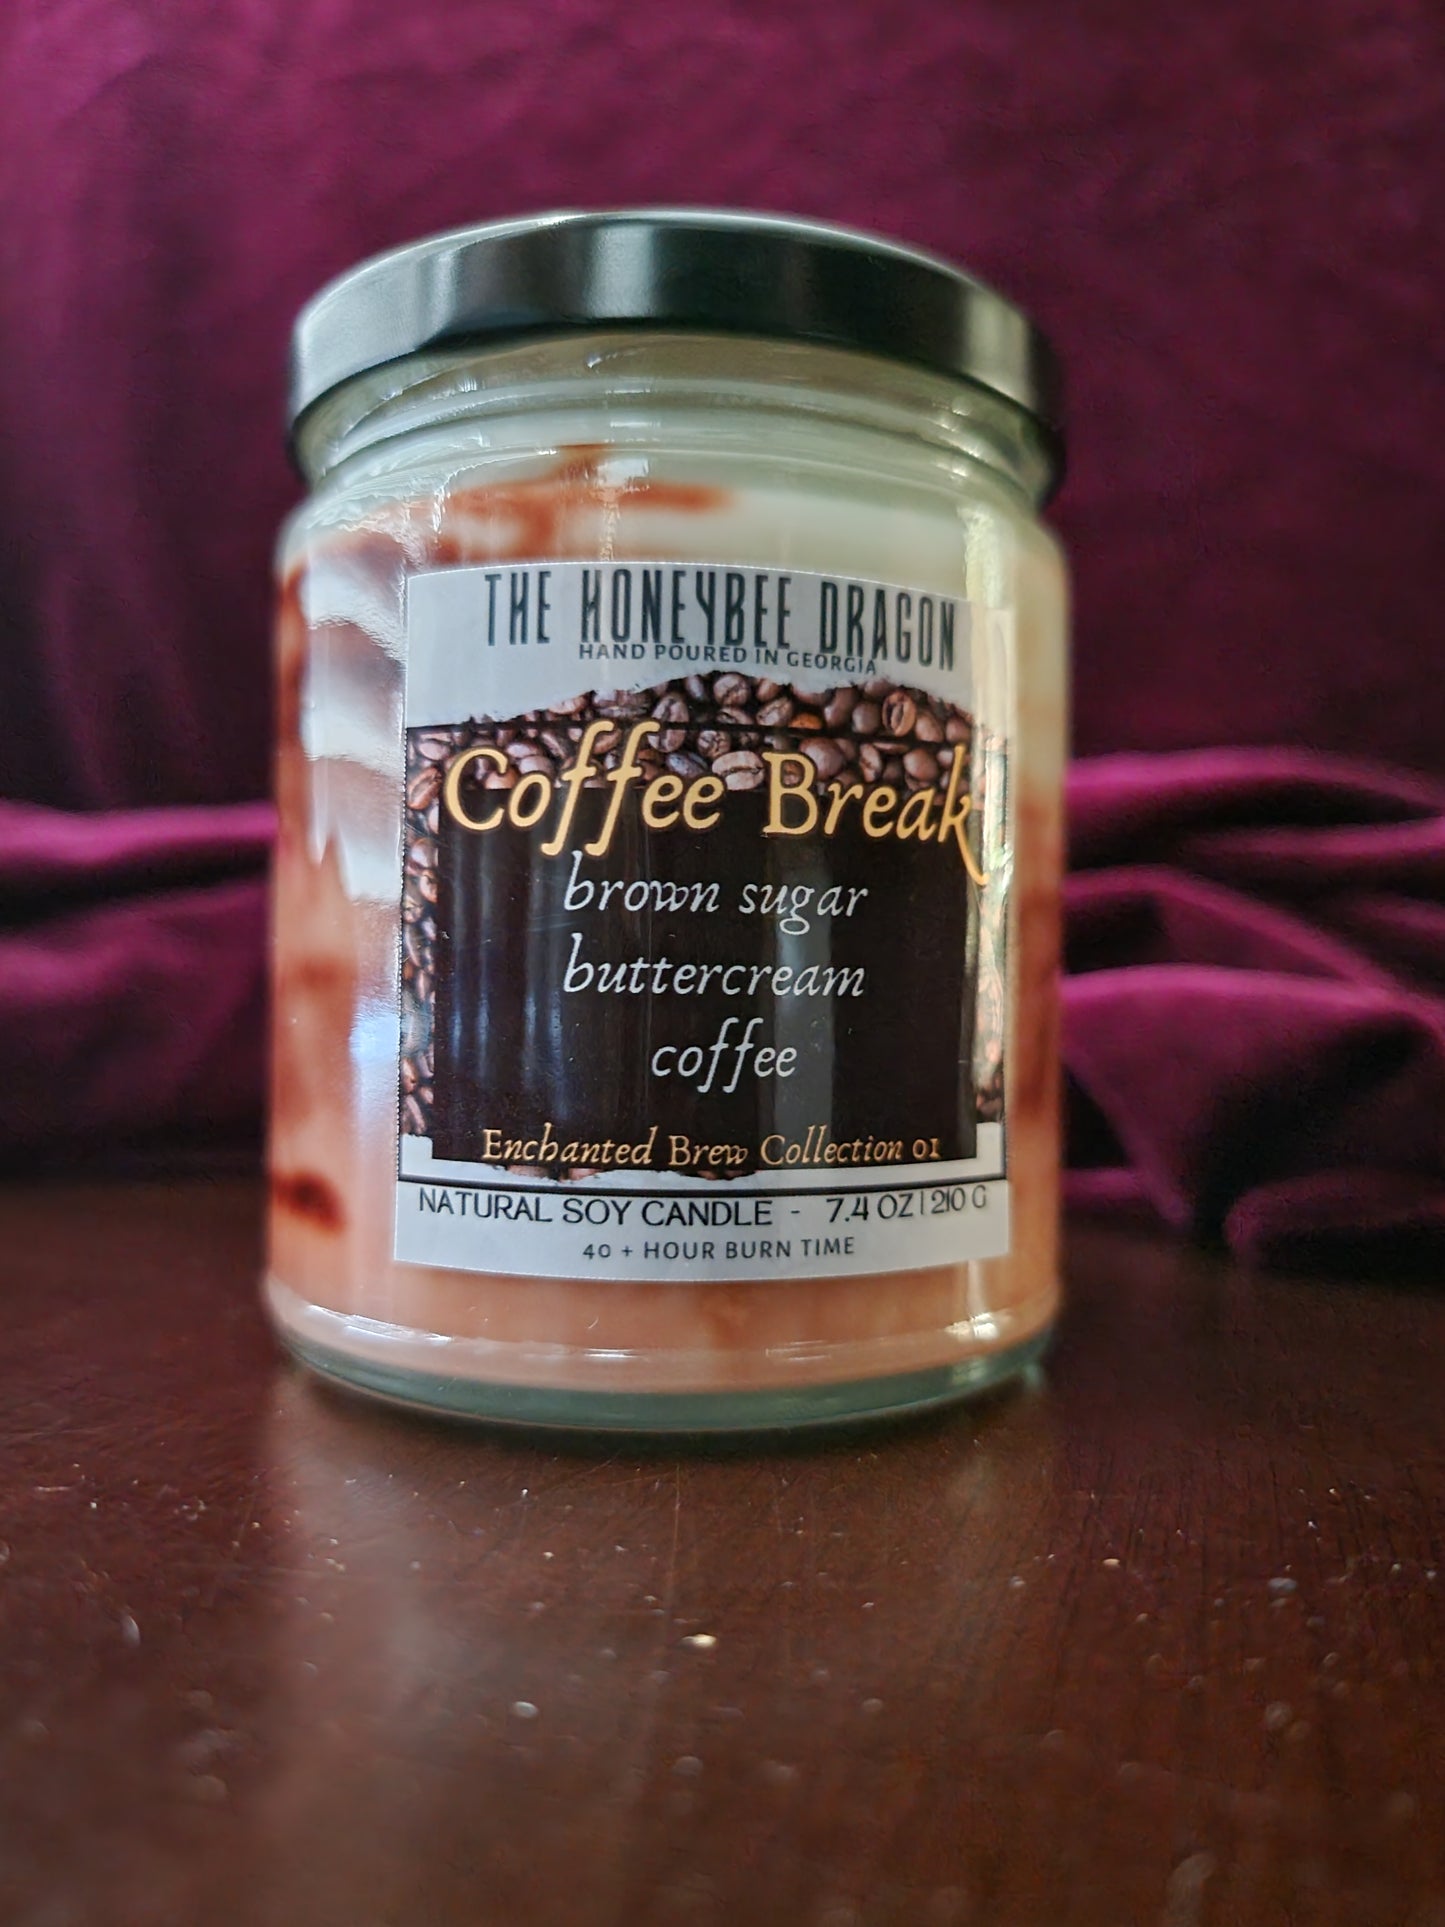 THE HONEYBEE DRAGON
HAND POURED IN GEORGIA
Coffee Break
brown sugar
buttercream
coffee
Enchanted Brew Collection 01
NATURAL SOY CANDLE - 7.4 OZ | 210 G
40 + HOUR BURN TIME